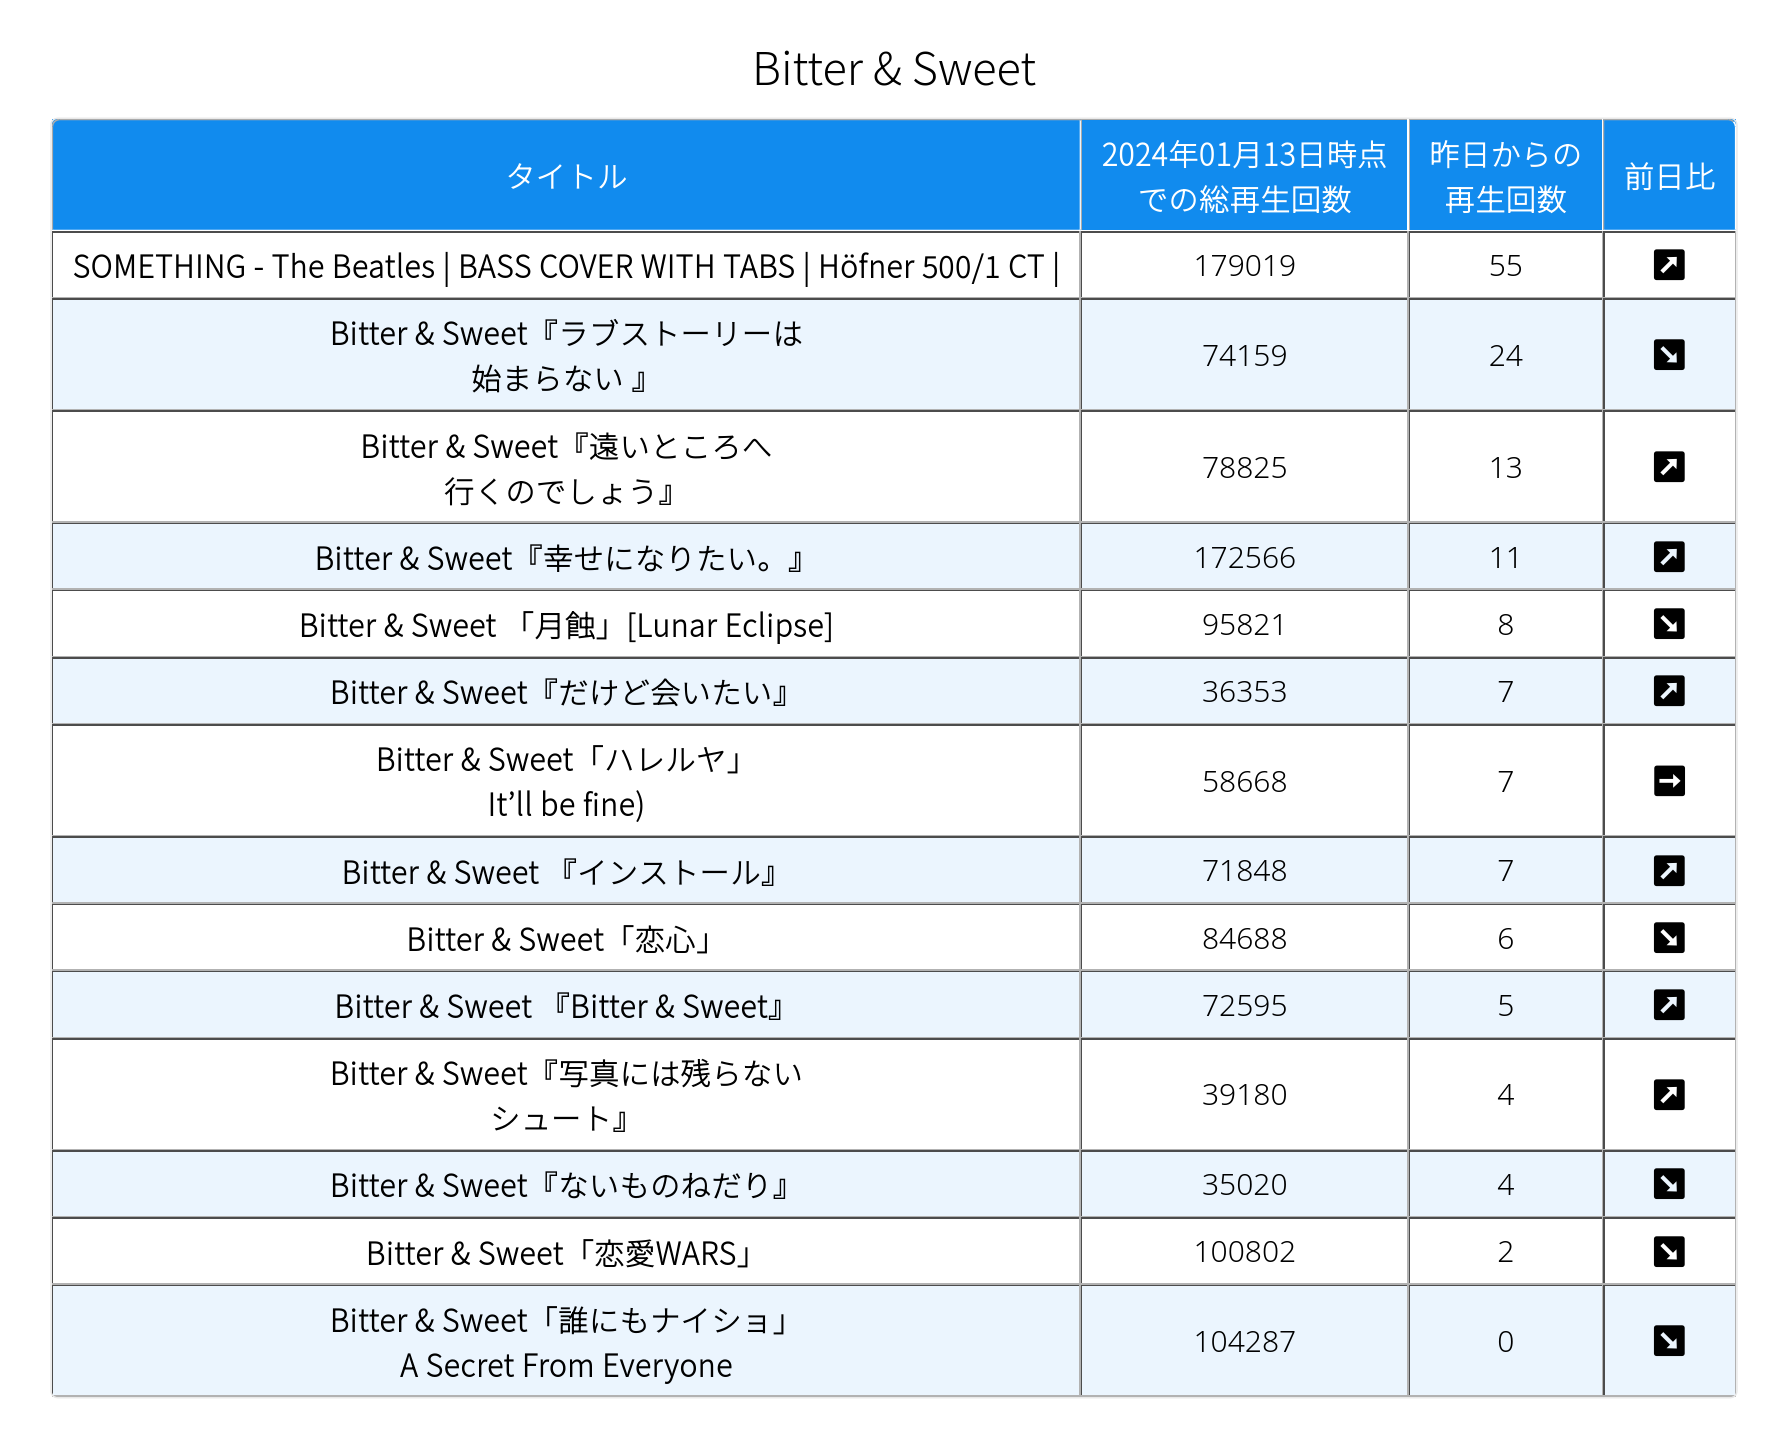 Bitter & Sweet
タイトル
2024年01月13日時点
での総再生回数
昨日からの
再生回数
前日比
SOMETHING - The Beatles | BASS COVER WITH TABS | Höfner 500/1 CT |
179019
55
↗
Bitter & Sweet『ラブストーリーは
始まらない 』
74159
24
↘
Bitter & Sweet『遠いところへ
行くのでしょう』
78825
13
↗
Bitter & Sweet『幸せになりたい。』
172566
11
↗
Bitter & Sweet 「月蝕」[Lunar Eclipse]
95821
8
↘
Bitter & Sweet『だけど会いたい』
36353
7
↗
Bitter & Sweet「ハレルヤ」
It’ll be fine)
58668
7
→
Bitter & Sweet 『インストール』
71848
7
↗
Bitter & Sweet「恋心」
84688
6
↘
Bitter & Sweet 『Bitter & Sweet』
72595
5
↗
Bitter & Sweet『写真には残らない
シュート』
39180
4
↗
Bitter & Sweet『ないものねだり』
35020
4
↘
Bitter & Sweet「恋愛WARS」
100802
2
↘
Bitter & Sweet「誰にもナイショ」
A Secret From Everyone
104287
0
↘